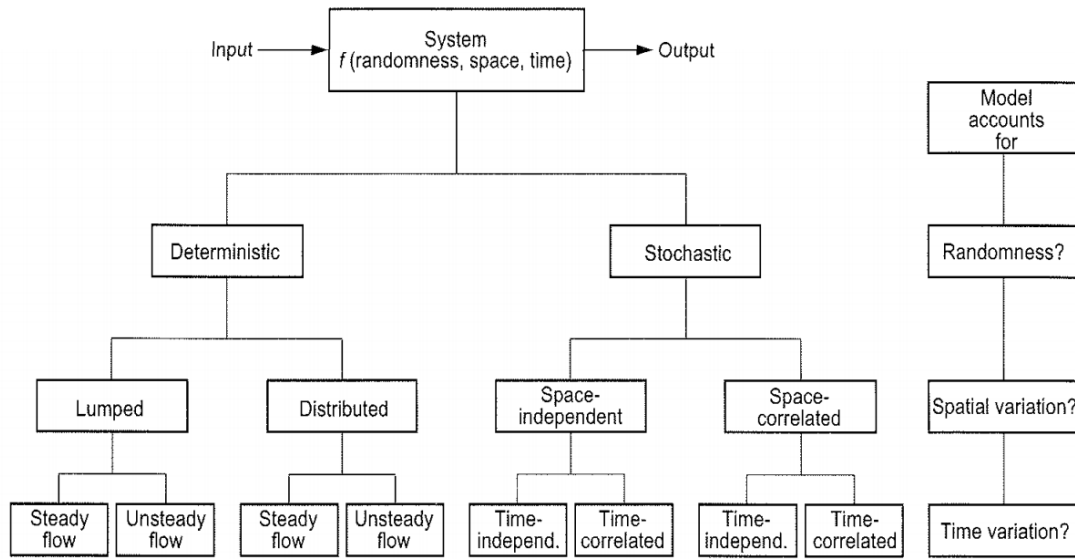 System
Input
f (randomness, space, time)
Output
Model
accounts
for
Deterministic
Stochastic
Randomness?
Lumped
Distributed
Space-
independent
Space-
correlated
Spatial variation?
Steady
flow
Unsteady
flow
Steady
flow
Unsteady
flow
Time-
independ.
Time-
correlated
Time-
independ.
Time-
correlated
Time variation?